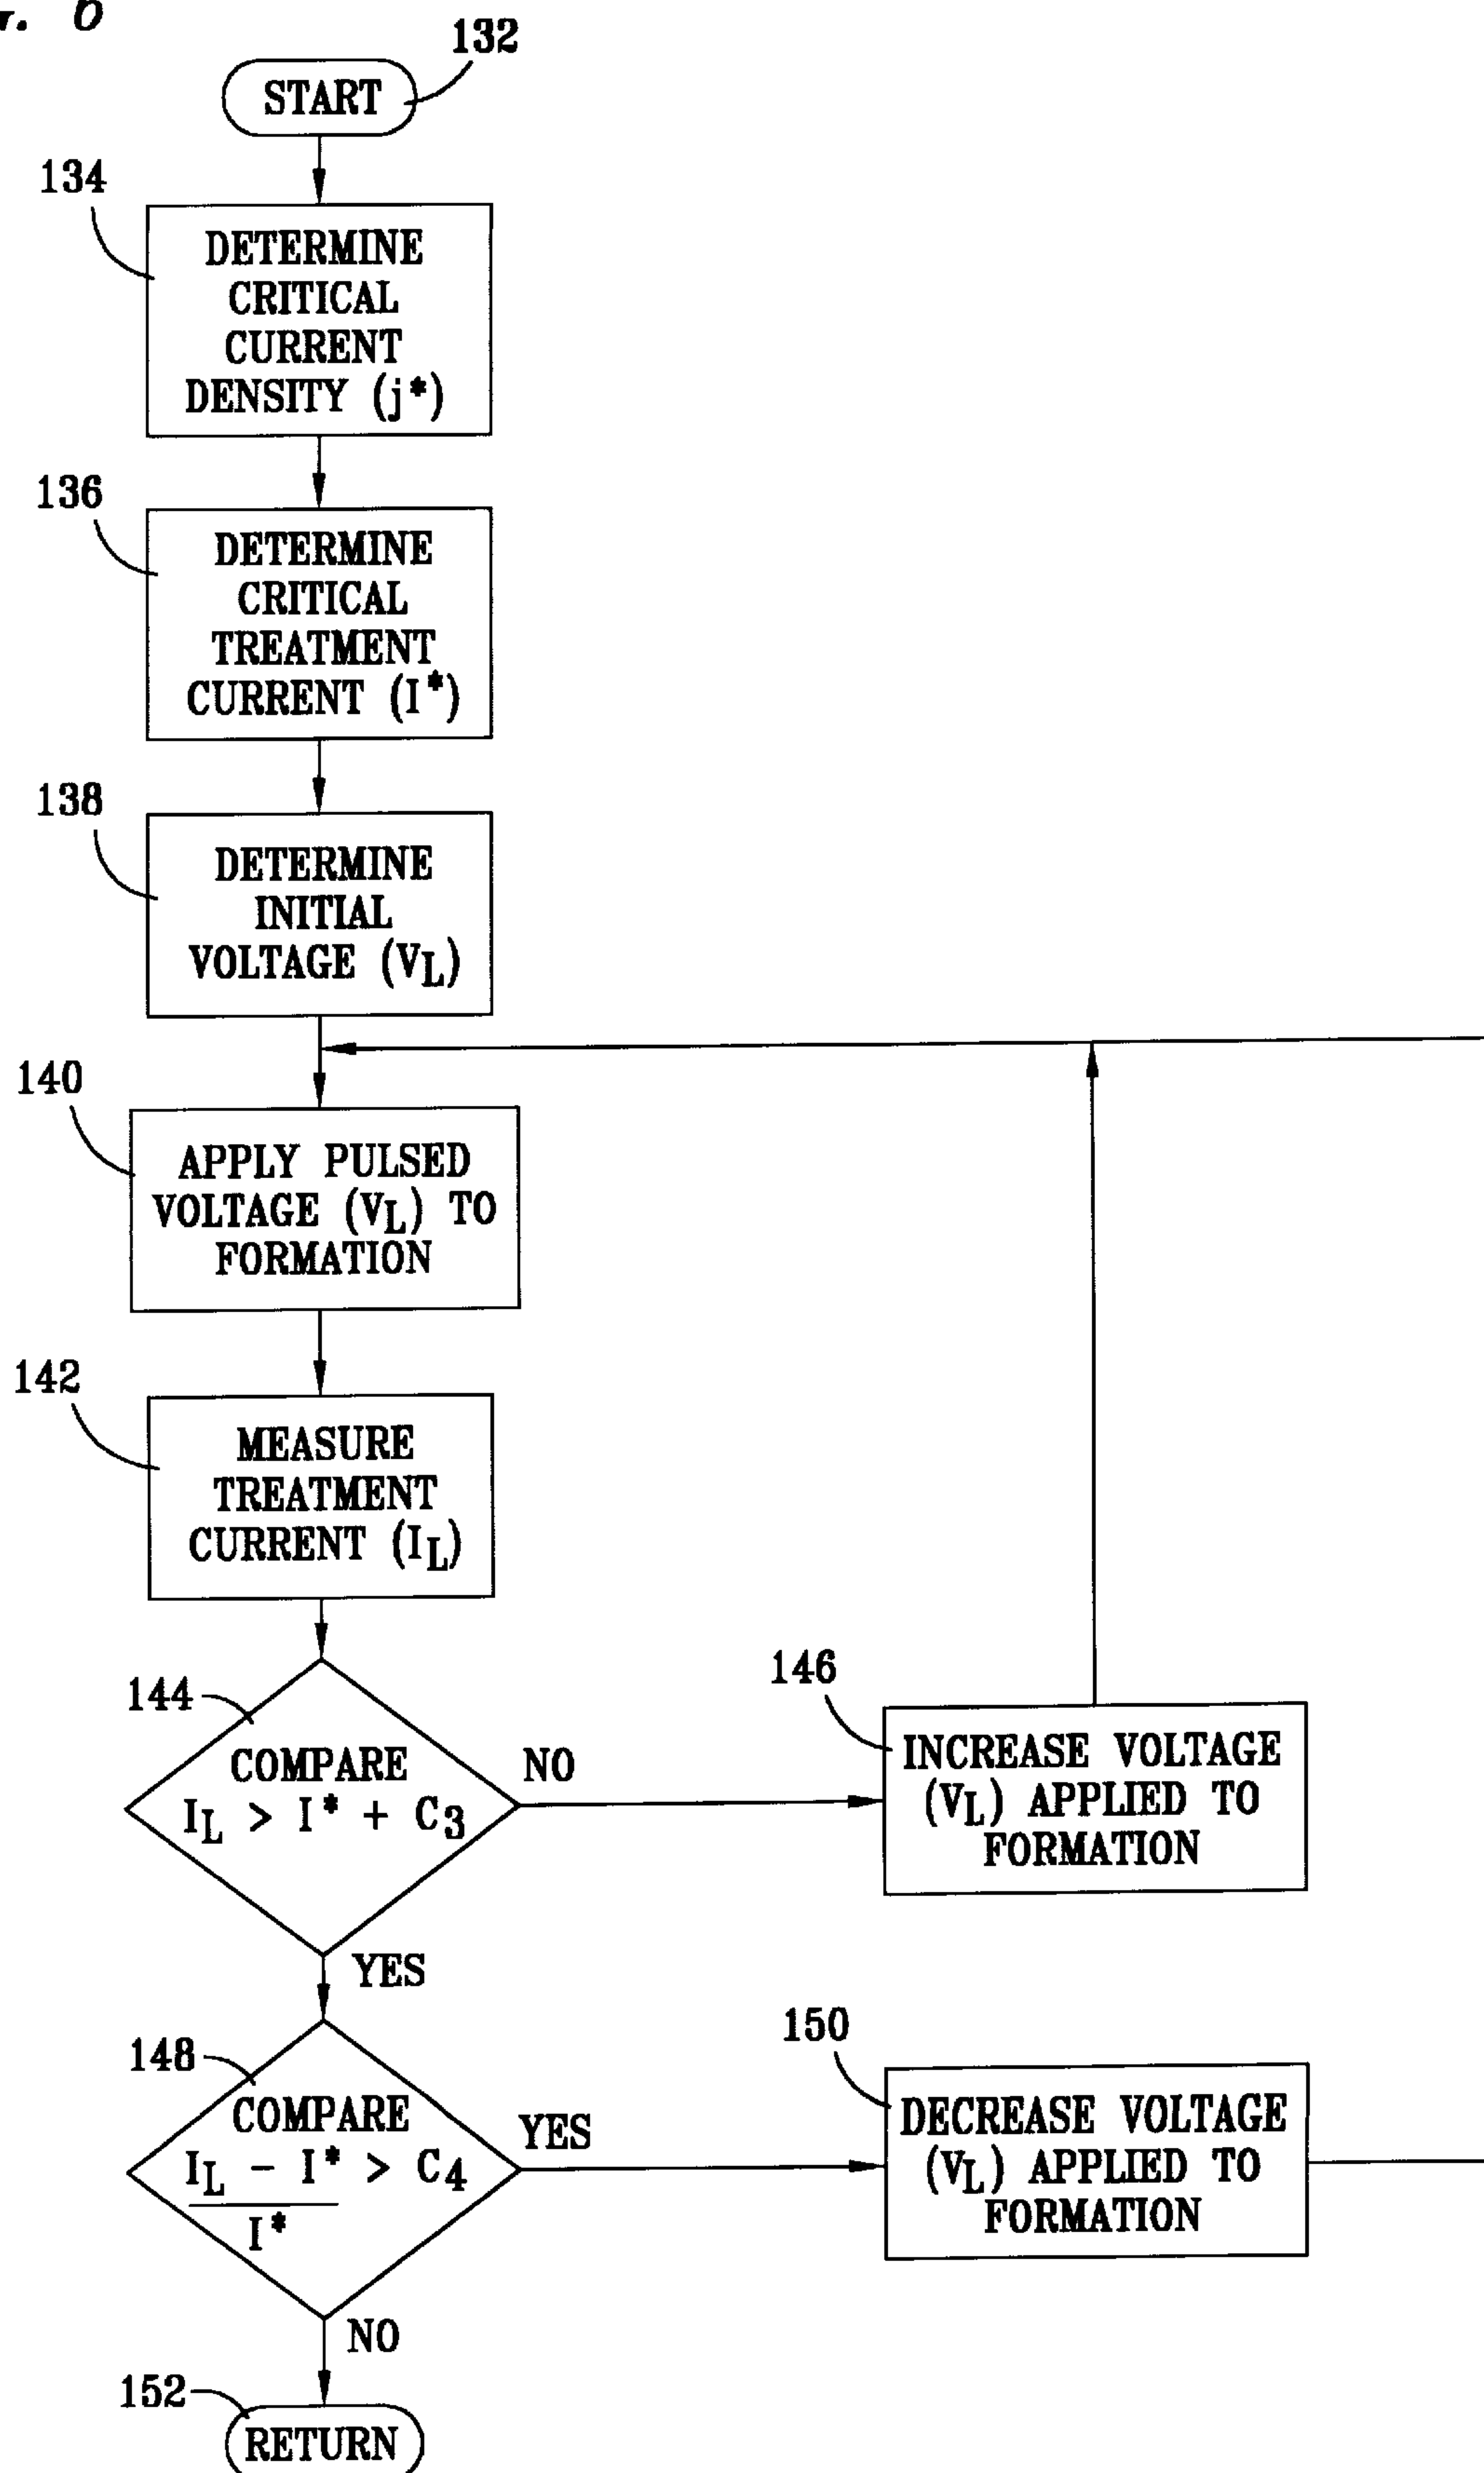 132
START
134
DETERMINE
CRITICAL
CURRENT
DENSITY (j*)
136
DETERMINE
CRITICAL
TREATMENT
CURRENT (I*)
138
DETERMINE
INITIAL
VOLTAGE (VL)
140
APPLY PULSED
VOLTAGE (VL) TO
FORMATION
142
MEASURE
TREATMENT
CURRENT (IL)
144
COMPARE
IL > I* + C3
NO
146
INCREASE VOLTAGE
(VL) APPLIED TO
FORMATION
YES
148
COMPARE
IL - I* > C4
I*
YES
150
DECREASE VOLTAGE
(VL) APPLIED TO
FORMATION
NO
152
RETURN